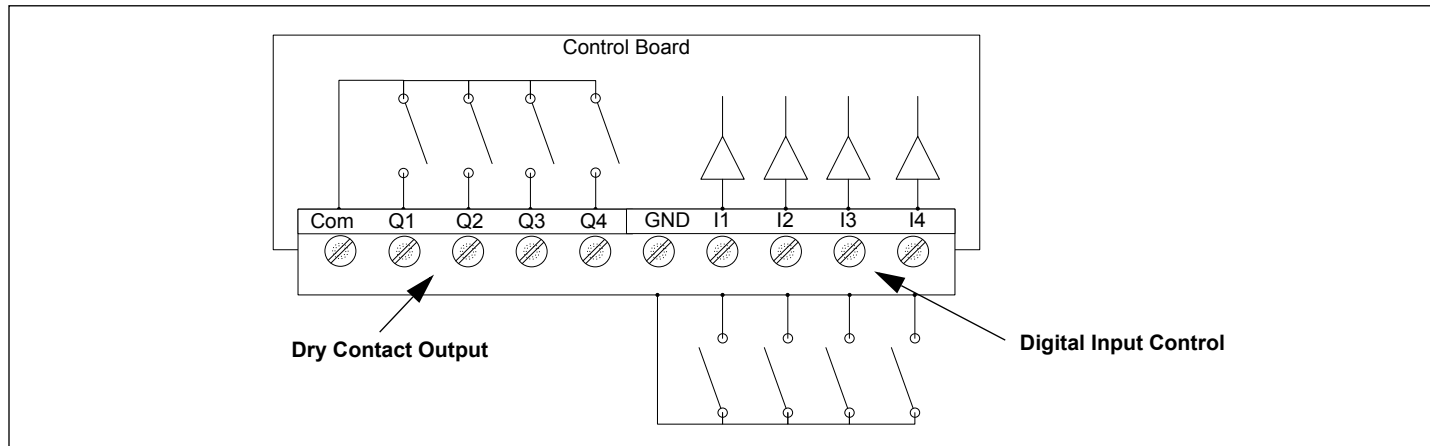 Control Board
Com Q1 Q2 Q3 Q4 GND I1 I2 I3 I4
Dry Contact Output
Digital Input Control